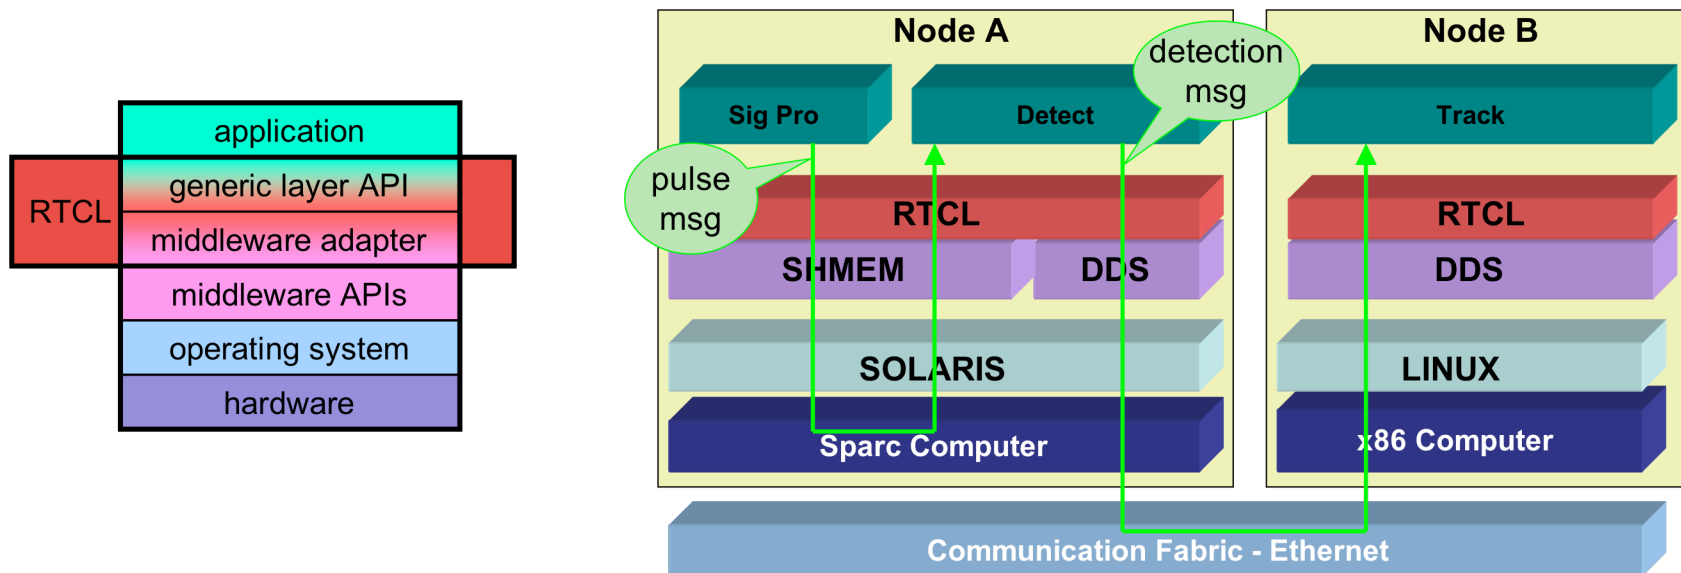 application
RTCL
generic layer API
middleware adapter
middleware APIs
operating system
hardware
Node A
Node B
detection
msg
Sig Pro
Detect
Track
pulse
msg
RTCL
RTCL
SHMEM
DDS
DDS
SOLARIS
LINUX
Sparc Computer
x86 Computer
Communication Fabric - Ethernet